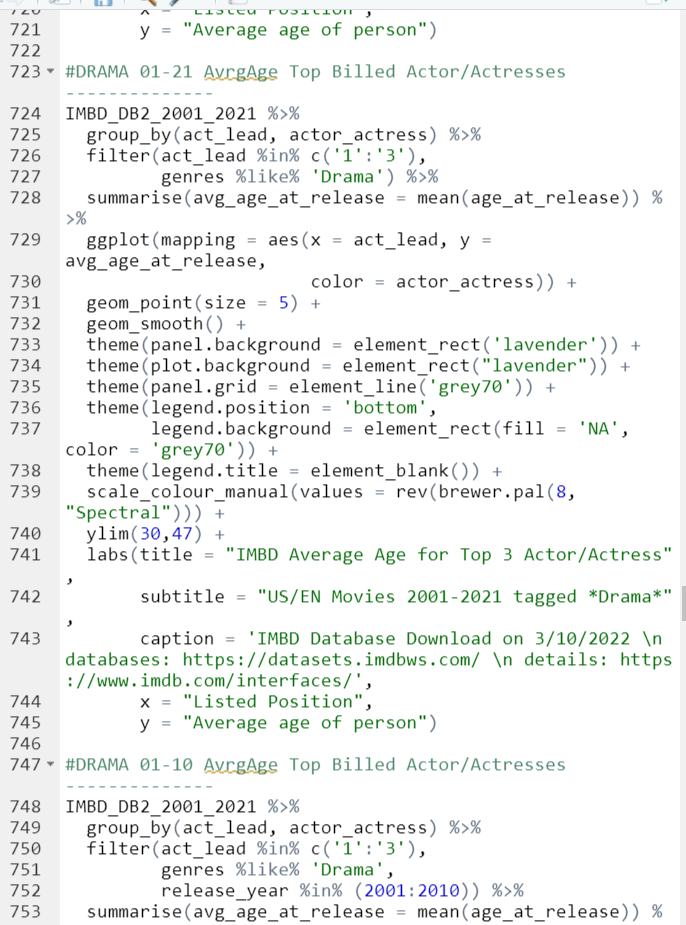 720 x = "Listed Position",
721 y = "Average age of person")
722
723 #DRAMA 01-21 AvrgAge Top Billed Actor/Actresses
--------------
724 IMBD_DB2_2001_2021 %>%
725 group_by(act_lead, actor_actress) %>%
726 filter(act_lead %in% c('1':'3'),
727 genres %like% 'Drama') %>%
728 summarise(avg_age_at_release = mean(age_at_release)) %
>%
729 ggplot(mapping = aes(x = act_lead, y =
avg_age_at_release,
730 color = actor_actress)) +
731 geom_point(size = 5) +
732 geom_smooth() +
733 theme(panel.background = element_rect('lavender')) +
734 theme(plot.background = element_rect("lavender")) +
735 theme(panel.grid = element_line('grey70')) +
736 theme(legend.position = 'bottom',
737 legend.background = element_rect(fill = 'NA',
color = 'grey70')) +
738 theme(legend.title = element_blank()) +
739 scale_colour_manual(values = rev(brewer.pal(8,
"Spectral"))) +
740 ylim(30,47) +
741 labs(title = "IMBD Average Age for Top 3 Actor/Actress"
,
742 subtitle = "US/EN Movies 2001-2021 tagged *Drama*"
,
743 caption = 'IMBD Database Download on 3/10/2022 \n
databases: https://datasets.imdbws.com/ \n details: https
://www.imdb.com/interfaces/',
744 x = "Listed Position",
745 y = "Average age of person")
746
747 #DRAMA 01-10 AvrgAge Top Billed Actor/Actresses
--------------
748 IMBD_DB2_2001_2021 %>%
749 group_by(act_lead, actor_actress) %>%
750 filter(act_lead %in% c('1':'3'),
751 genres %like% 'Drama',
752 release_year %in% (2001:2010)) %>%
753 summarise(avg_age_at_release = mean(age_at_release)) %